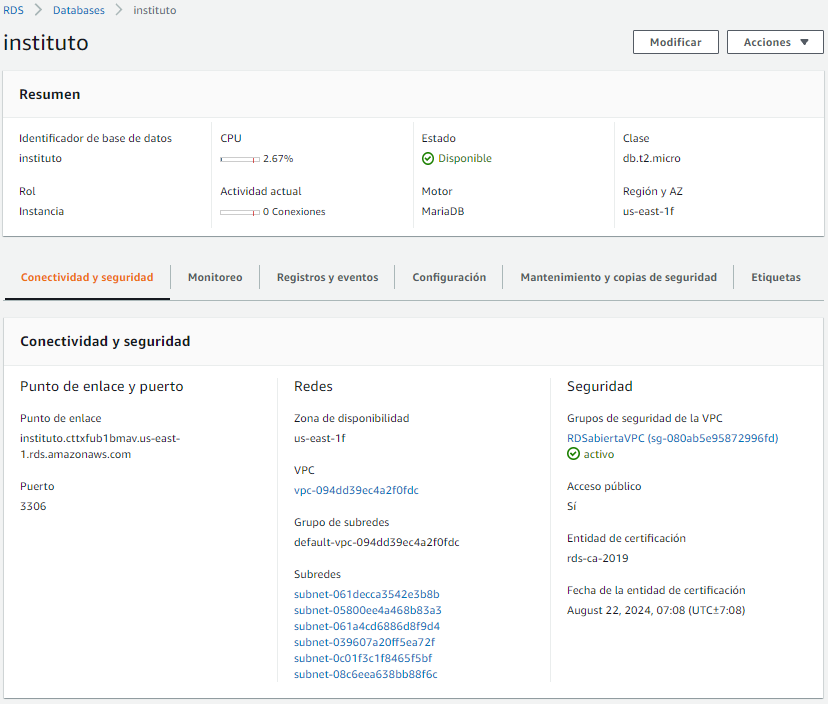 RDS > Databases > instituto
instituto
Modificar
Acciones
Resumen
Identificador de base de datos
instituto
CPU
2.67%
Estado
Disponible
Clase
db.t2.micro
Rol
Instancia
Actividad actual
0 Conexiones
Motor
MariaDB
Región y AZ
us-east-1f
Conectividad y seguridad
Monitoreo
Registros y eventos
Configuración
Mantenimiento y copias de seguridad
Etiquetas
Conectividad y seguridad
Punto de enlace y puerto
Punto de enlace
instituto.cttxfub1bmav.us-east-
1.rds.amazonaws.com
Puerto
3306
Redes
Zona de disponibilidad
us-east-1f
VPC
vpc-094dd39ec4a2f0fdc
Grupo de subredes
default-vpc-094dd39ec4a2f0fdc
Subredes
subnet-061decca3542e3b8b
subnet-05800ee4a468b83a3
subnet-061a4cd6886d8f9d4
subnet-039607a20ff5ea72f
subnet-0c01f3c1f8465f5bf
subnet-08c6eea638bb88f6c
Seguridad
Grupos de seguridad de la VPC
RDSabiertaVPC (sg-080ab5e95872996fd)
activo
Acceso público
Sí
Entidad de certificación
rds-ca-2019
Fecha de la entidad de certificación
August 22, 2024, 07:08 (UTC±7:08)